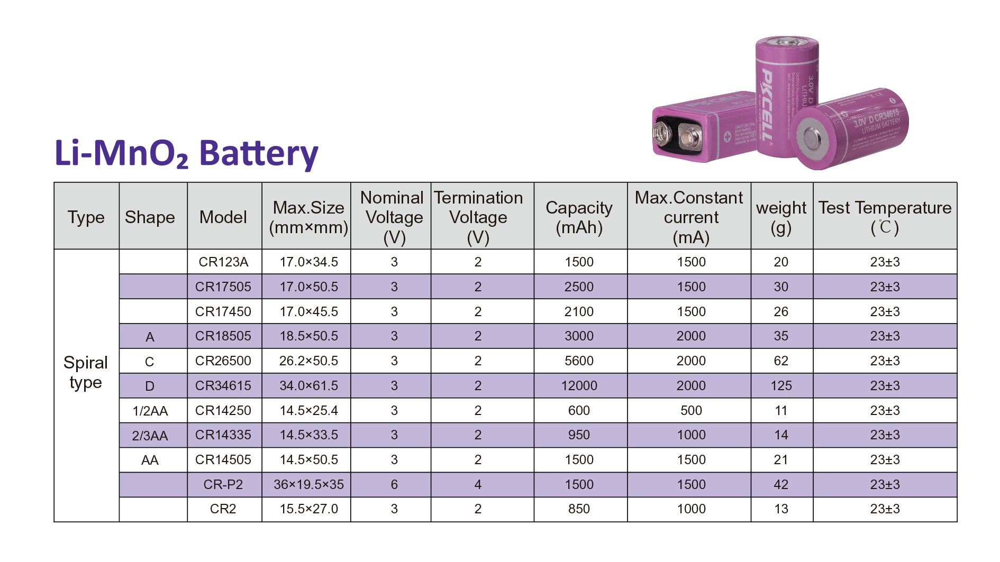 PKCELL
3.0V D
LITHIU
PKCELL
3.0V D CR34615
LITHIUM BATTERY
Li-MnO₂ Battery
Type Shape Model Max.Size (mm×mm) Nominal Voltage (V) Termination Voltage (V) Capacity (mAh) Max.Constant current (mA) weight (g) Test Temperature (℃)
Spiral type
CR123A 17.0×34.5 3 2 1500 1500 20 23±3
CR17505 17.0×50.5 3 2 2500 1500 30 23±3
CR17450 17.0×45.5 3 2 2100 1500 26 23±3
A CR18505 18.5×50.5 3 2 3000 2000 35 23±3
C CR26500 26.2×50.5 3 2 5600 2000 62 23±3
D CR34615 34.0×61.5 3 2 12000 2000 125 23±3
1/2AA CR14250 14.5×25.4 3 2 600 500 11 23±3
2/3AA CR14335 14.5×33.5 3 2 950 1000 14 23±3
AA CR14505 14.5×50.5 3 2 1500 1500 21 23±3
CR-P2 36×19.5×35 6 4 1500 1500 42 23±3
CR2 15.5×27.0 3 2 850 1000 13 23±3